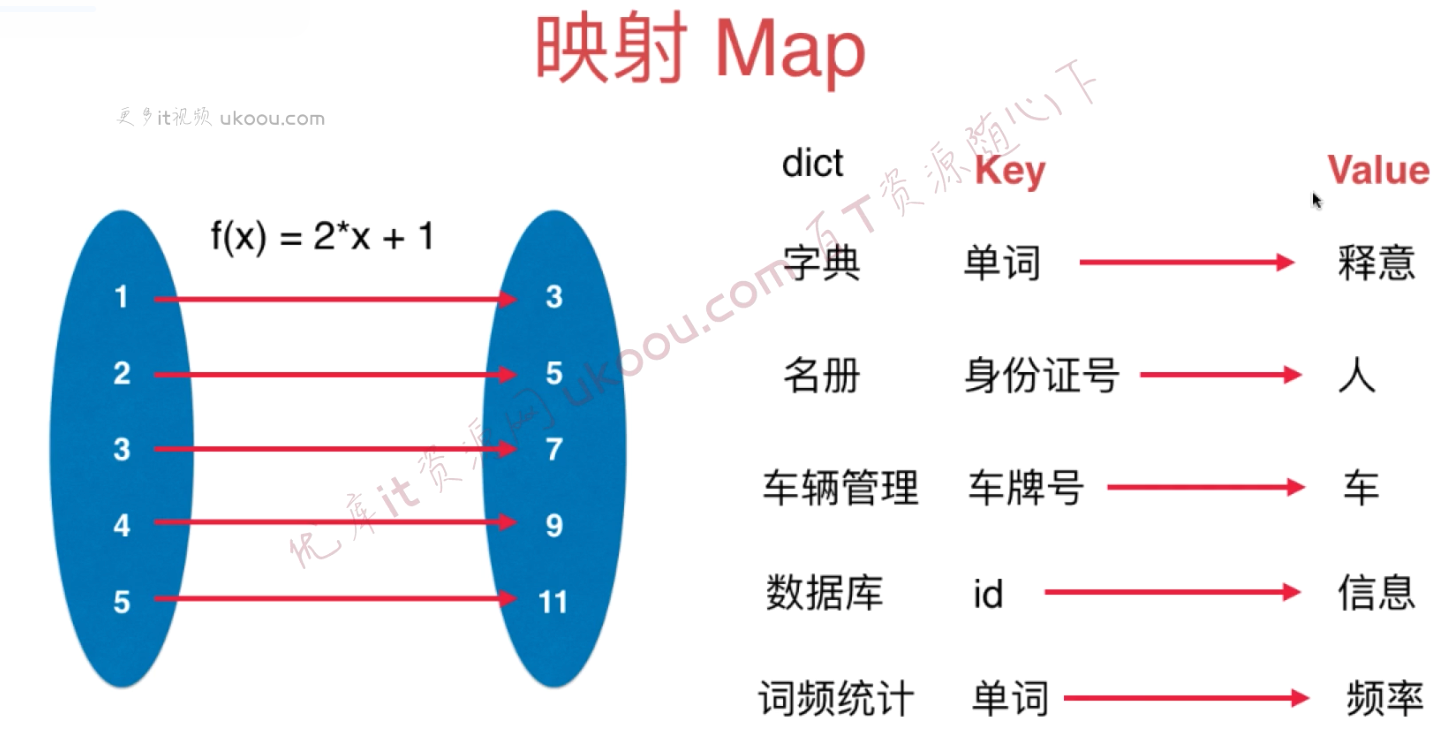 映射 Map
更多it视频 ukoou.com
f(x) = 2*x + 1
1 3
2 5
3 7
4 9
5 11
dict Key Value
字典 单词 释意
名册 身份证号 人
车辆管理 车牌号 车
数据库 id 信息
词频统计 单词 频率
优库it资源网 ukoou.com 百T资源随心下